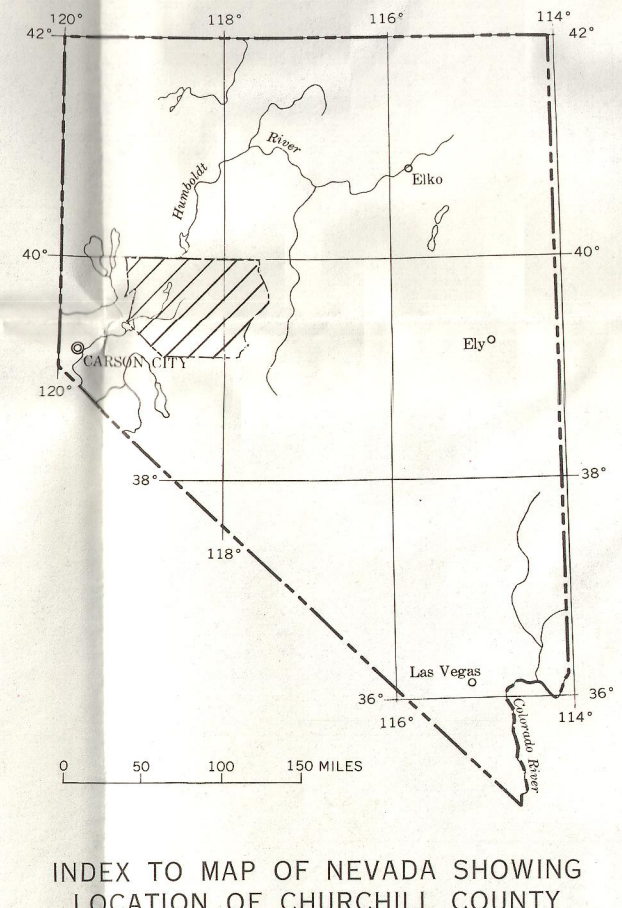 120° 118° 116° 114°
42° 42°
Humboldt River
Elko
40° 40°
Ely
CARSON CITY
120°
38° 38°
118°
Las Vegas
36° 36°
116° 114°
Colorado River
0 50 100 150 MILES
INDEX TO MAP OF NEVADA SHOWING
LOCATION OF CHURCHILL COUNTY